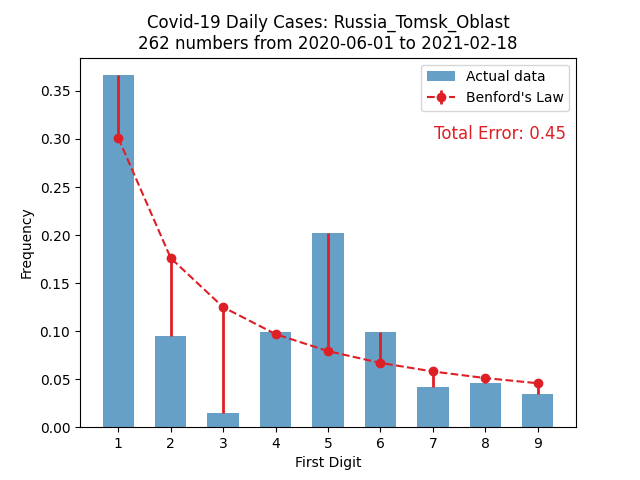 Covid-19 Daily Cases: Russia_Tomsk_Oblast
262 numbers from 2020-06-01 to 2021-02-18
Actual data
Benford's Law
Total Error: 0.45
Frequency
0.35
0.30
0.25
0.20
0.15
0.10
0.05
0.00
1 2 3 4 5 6 7 8 9
First Digit